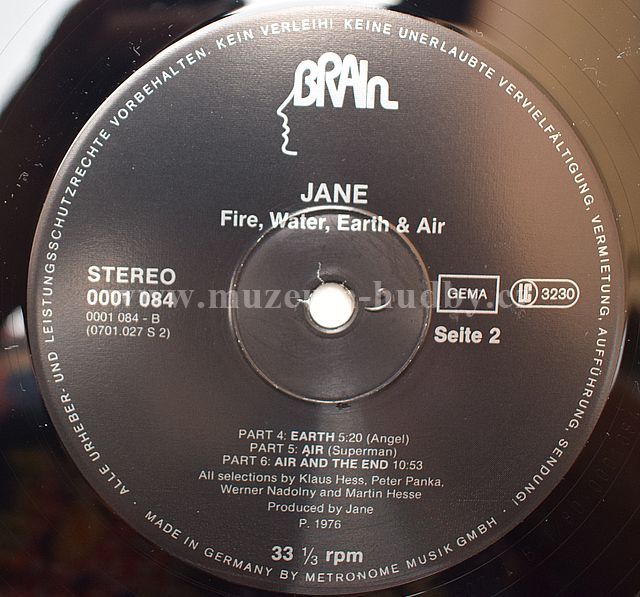 ALLE URHEBER- UND LEISTUNGSSCHUTZRECHTE VORBEHALTEN. KEIN VERLEIH! KEINE UNERLAUBTE VERVIELFÄLTIGUNG, VERMIETUNG, AUFFÜHRUNG, SENDUNG!
BRAIN
JANE
Fire, Water, Earth & Air
STEREO
0001 084
0001 084 - B
(0701.027 S 2)
GEMA
LC 3230
Seite 2
PART 4: EARTH 5:20 (Angel)
PART 5: AIR (Superman)
PART 6: AIR AND THE END 10:53
All selections by Klaus Hess, Peter Panka,
Werner Nadolny and Martin Hesse
Produced by Jane
P. 1976
33 ⅓ rpm
MADE IN GERMANY BY METRONOME MUSIK GMBH